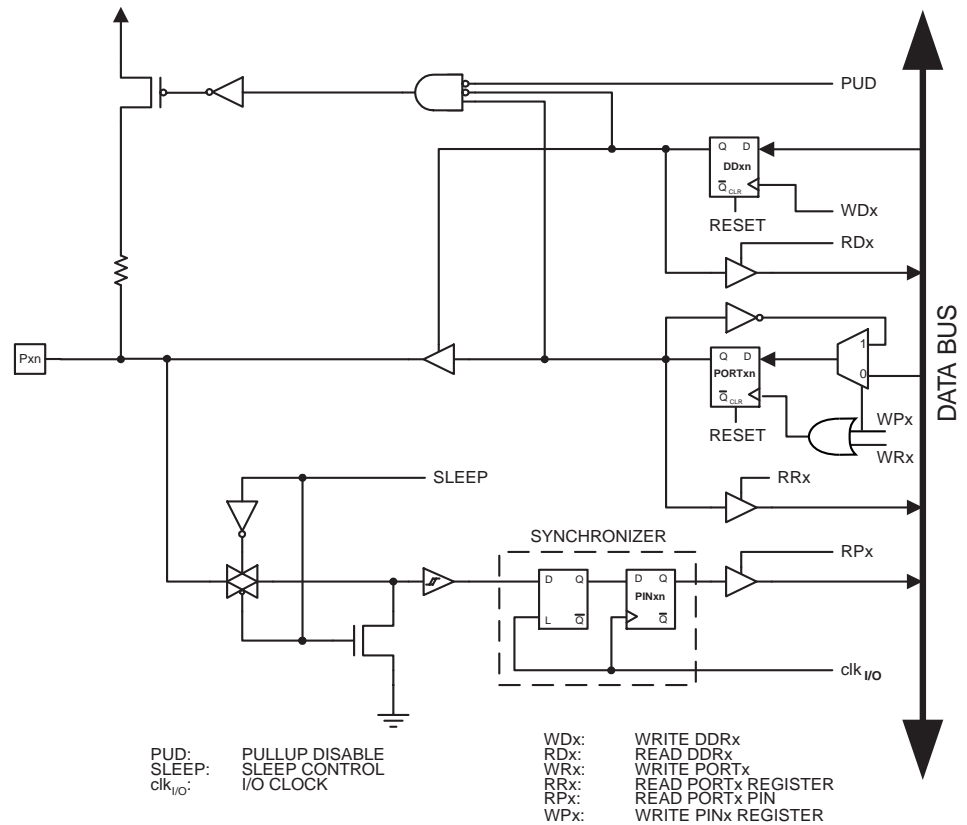 PUD
Q D
DDxn
Q CLR
WDx
RESET
RDx
Pxn
1
Q D
PORTxn
0
Q CLR
RESET
WPx
WRx
DATA BUS
SLEEP
RRx
SYNCHRONIZER
RPx
D Q
L Q
D Q
PINxn
Q
clk I/O
PUD: PULLUP DISABLE
SLEEP: SLEEP CONTROL
clkI/O: I/O CLOCK
WDx: WRITE DDRx
RDx: READ DDRx
WRx: WRITE PORTx
RRx: READ PORTx REGISTER
RPx: READ PORTx PIN
WPx: WRITE PINx REGISTER